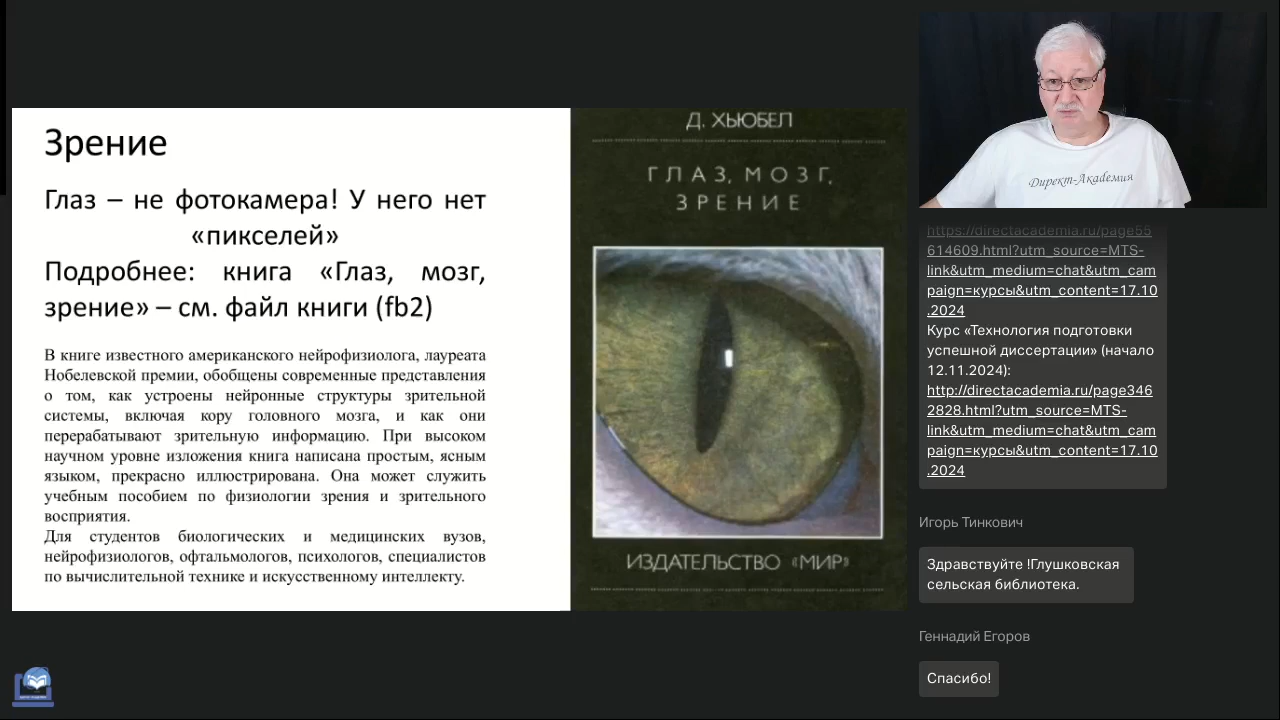 Зрение
Глаз – не фотокамера! У него нет
«пикселей»
Подробнее: книга «Глаз, мозг,
зрение» – см. файл книги (fb2)
В книге известного американского нейрофизиолога, лауреата
Нобелевской премии, обобщены современные представления
о том, как устроены нейронные структуры зрительной
системы, включая кору головного мозга, и как они
перерабатывают зрительную информацию. При высоком
научном уровне изложения книга написана простым, ясным
языком, прекрасно иллюстрирована. Она может служить
учебным пособием по физиологии зрения и зрительного
восприятия.
Для студентов биологических и медицинских вузов,
нейрофизиологов, офтальмологов, психологов, специалистов
по вычислительной технике и искусственному интеллекту.
Д. ХЬЮБЕЛ
ГЛАЗ, МОЗГ,
ЗРЕНИЕ
ИЗДАТЕЛЬСТВО «МИР»
Директ-Академия
https://directacademia.ru/page55
614609.html?utm_source=MTS-
link&utm_medium=chat&utm_cam
paign=курсы&utm_content=17.10
.2024
Курс «Технология подготовки
успешной диссертации» (начало
12.11.2024):
http://directacademia.ru/page346
2828.html?utm_source=MTS-
link&utm_medium=chat&utm_cam
paign=курсы&utm_content=17.10
.2024
Игорь Тинкович
Здравствуйте !Глушковская
сельская библиотека.
Геннадий Егоров
Спасибо!